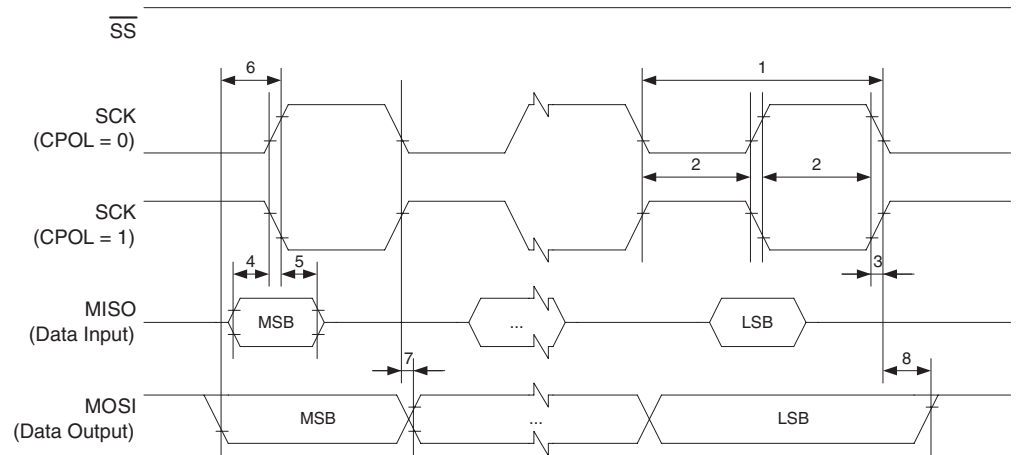 SS
6
1
SCK
(CPOL = 0)
2
2
SCK
(CPOL = 1)
4
5
3
MISO
(Data Input)
MSB
...
LSB
7
8
MOSI
(Data Output)
MSB
...
LSB